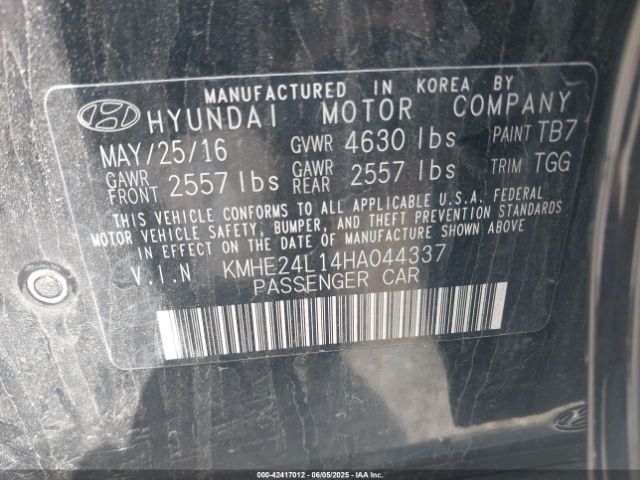 MANUFACTURED IN KOREA BY
HYUNDAI MOTOR COMPANY
MAY/25/16 GVWR 4630 lbs PAINT TB7
GAWR FRONT 2557 lbs GAWR REAR 2557 lbs TRIM TGG
THIS VEHICLE CONFORMS TO ALL APPLICABLE U.S.A. FEDERAL
MOTOR VEHICLE SAFETY, BUMPER, AND THEFT PREVENTION STANDARDS
IN EFFECT ON THE DATE OF MANUFACTURE SHOWN ABOVE.
V.I.N KMHE24L14HA044337
PASSENGER CAR
000-42417012 - 06/05/2025 - IAAI.COM